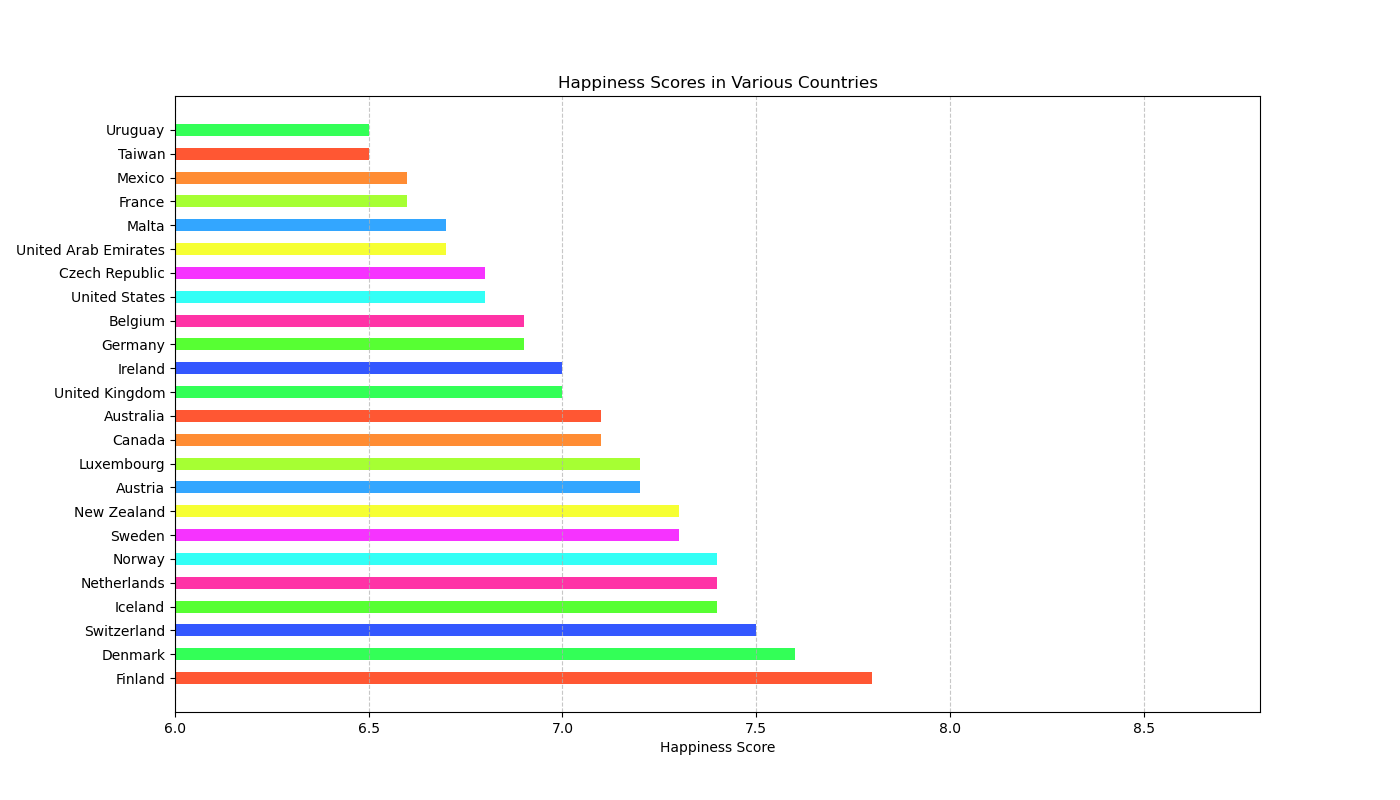 Happiness Scores in Various Countries
Uruguay
Taiwan
Mexico
France
Malta
United Arab Emirates
Czech Republic
United States
Belgium
Germany
Ireland
United Kingdom
Australia
Canada
Luxembourg
Austria
New Zealand
Sweden
Norway
Netherlands
Iceland
Switzerland
Denmark
Finland
6.0 6.5 7.0 7.5 8.0 8.5
Happiness Score